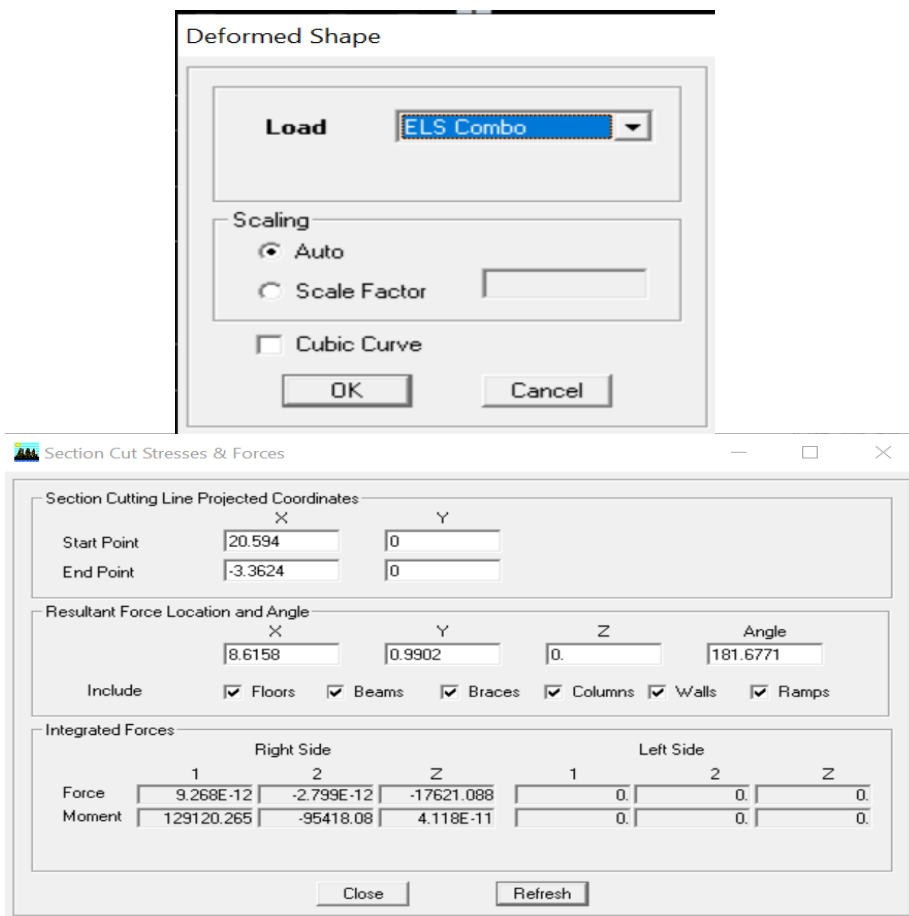 Deformed Shape
Load ELS Combo
Scaling
Auto
Scale Factor
Cubic Curve
OK Cancel
Section Cut Stresses & Forces
Section Cutting Line Projected Coordinates
X Y
Start Point 20.594 0
End Point -3.3624 0
Resultant Force Location and Angle
X Y Z Angle
8.6158 0.9902 0. 181.6771
Include Floors Beams Braces Columns Walls Ramps
Integrated Forces
Right Side Left Side
1 2 Z 1 2 Z
Force 9.268E-12 -2.799E-12 -17621.088 0. 0. 0.
Moment 129120.265 -95418.08 4.118E-11 0. 0. 0.
Close Refresh